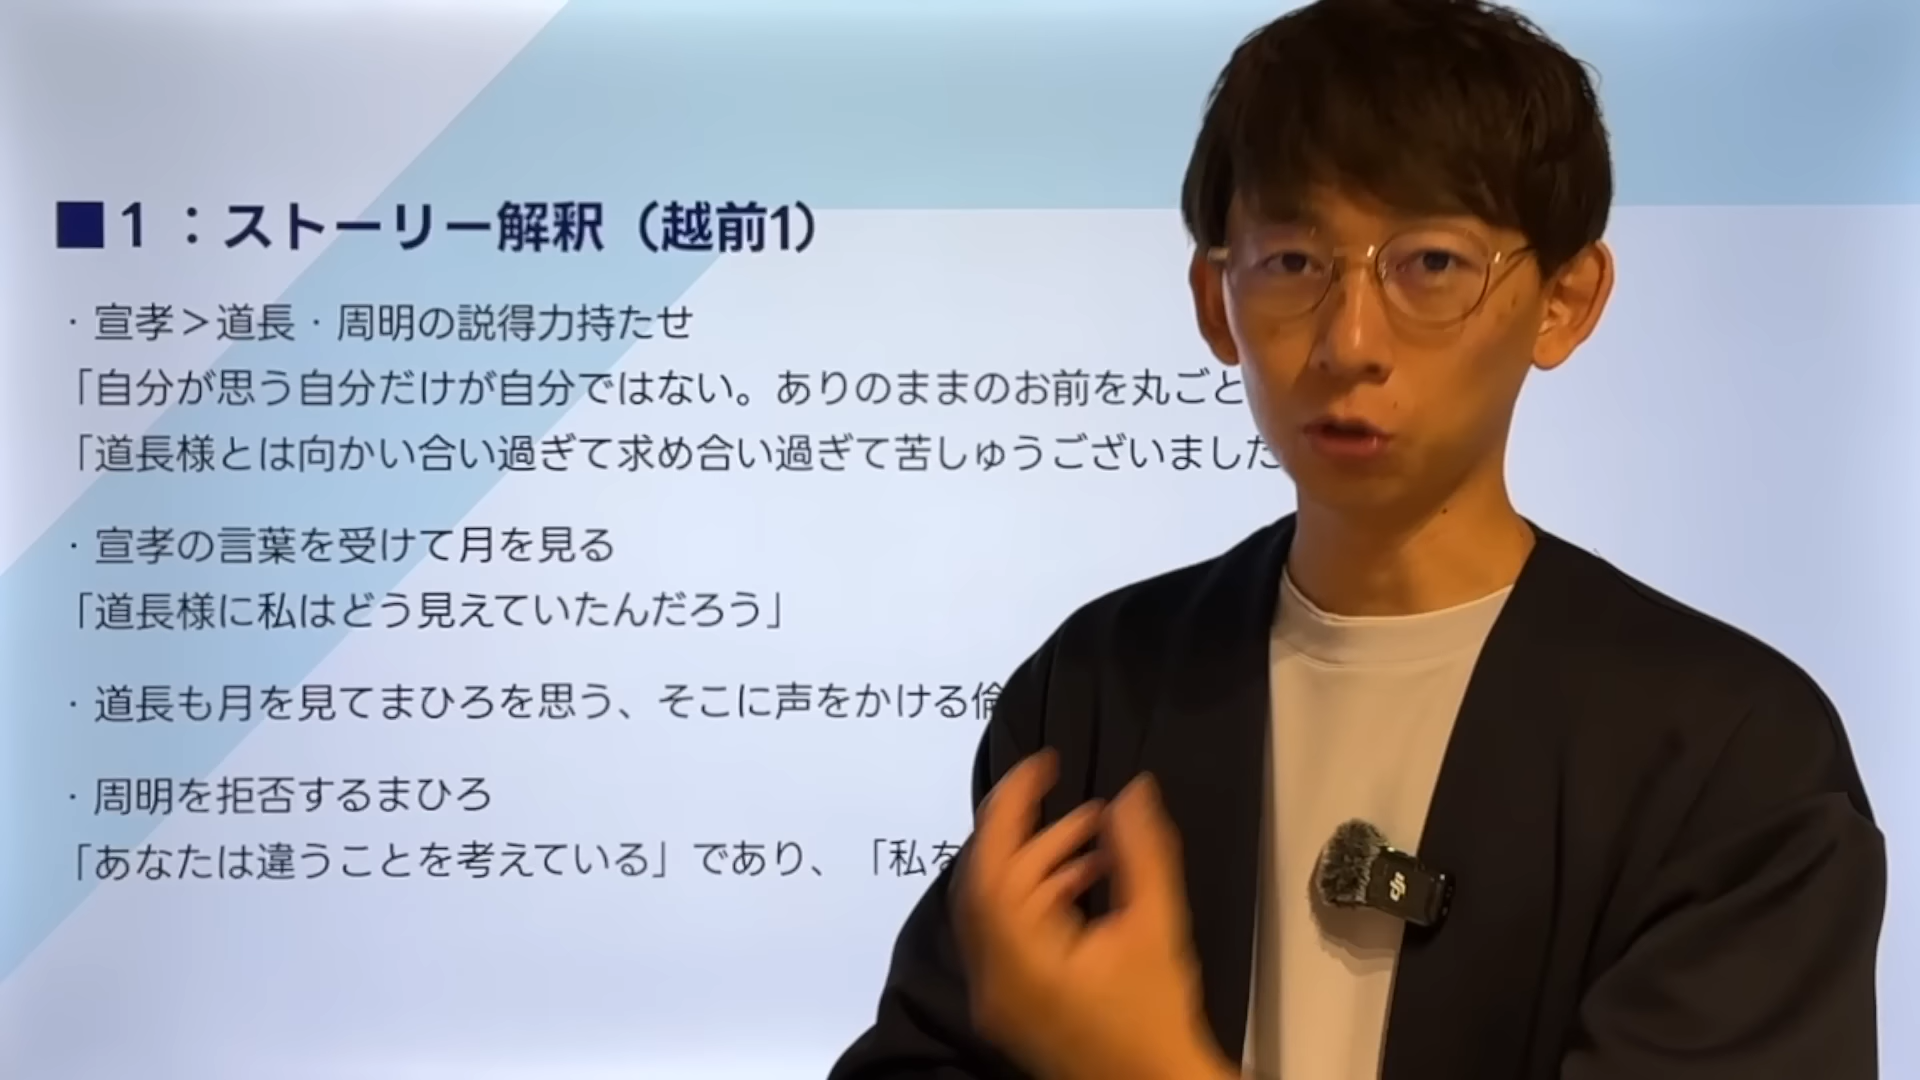 ■1：ストーリー解釈（越前1）
・宣孝＞道長・周明の説得力持たせ
「自分が思う自分だけが自分ではない。ありのままのお前を丸ごと
「道長様とは向かい合い過ぎて求め合い過ぎて苦しゅうございました
・宣孝の言葉を受けて月を見る
「道長様に私はどう見えていたんだろう」
・道長も月を見てまひろを思う、そこに声をかける倫
・周明を拒否するまひろ
「あなたは違うことを考えている」であり、「私を
dji